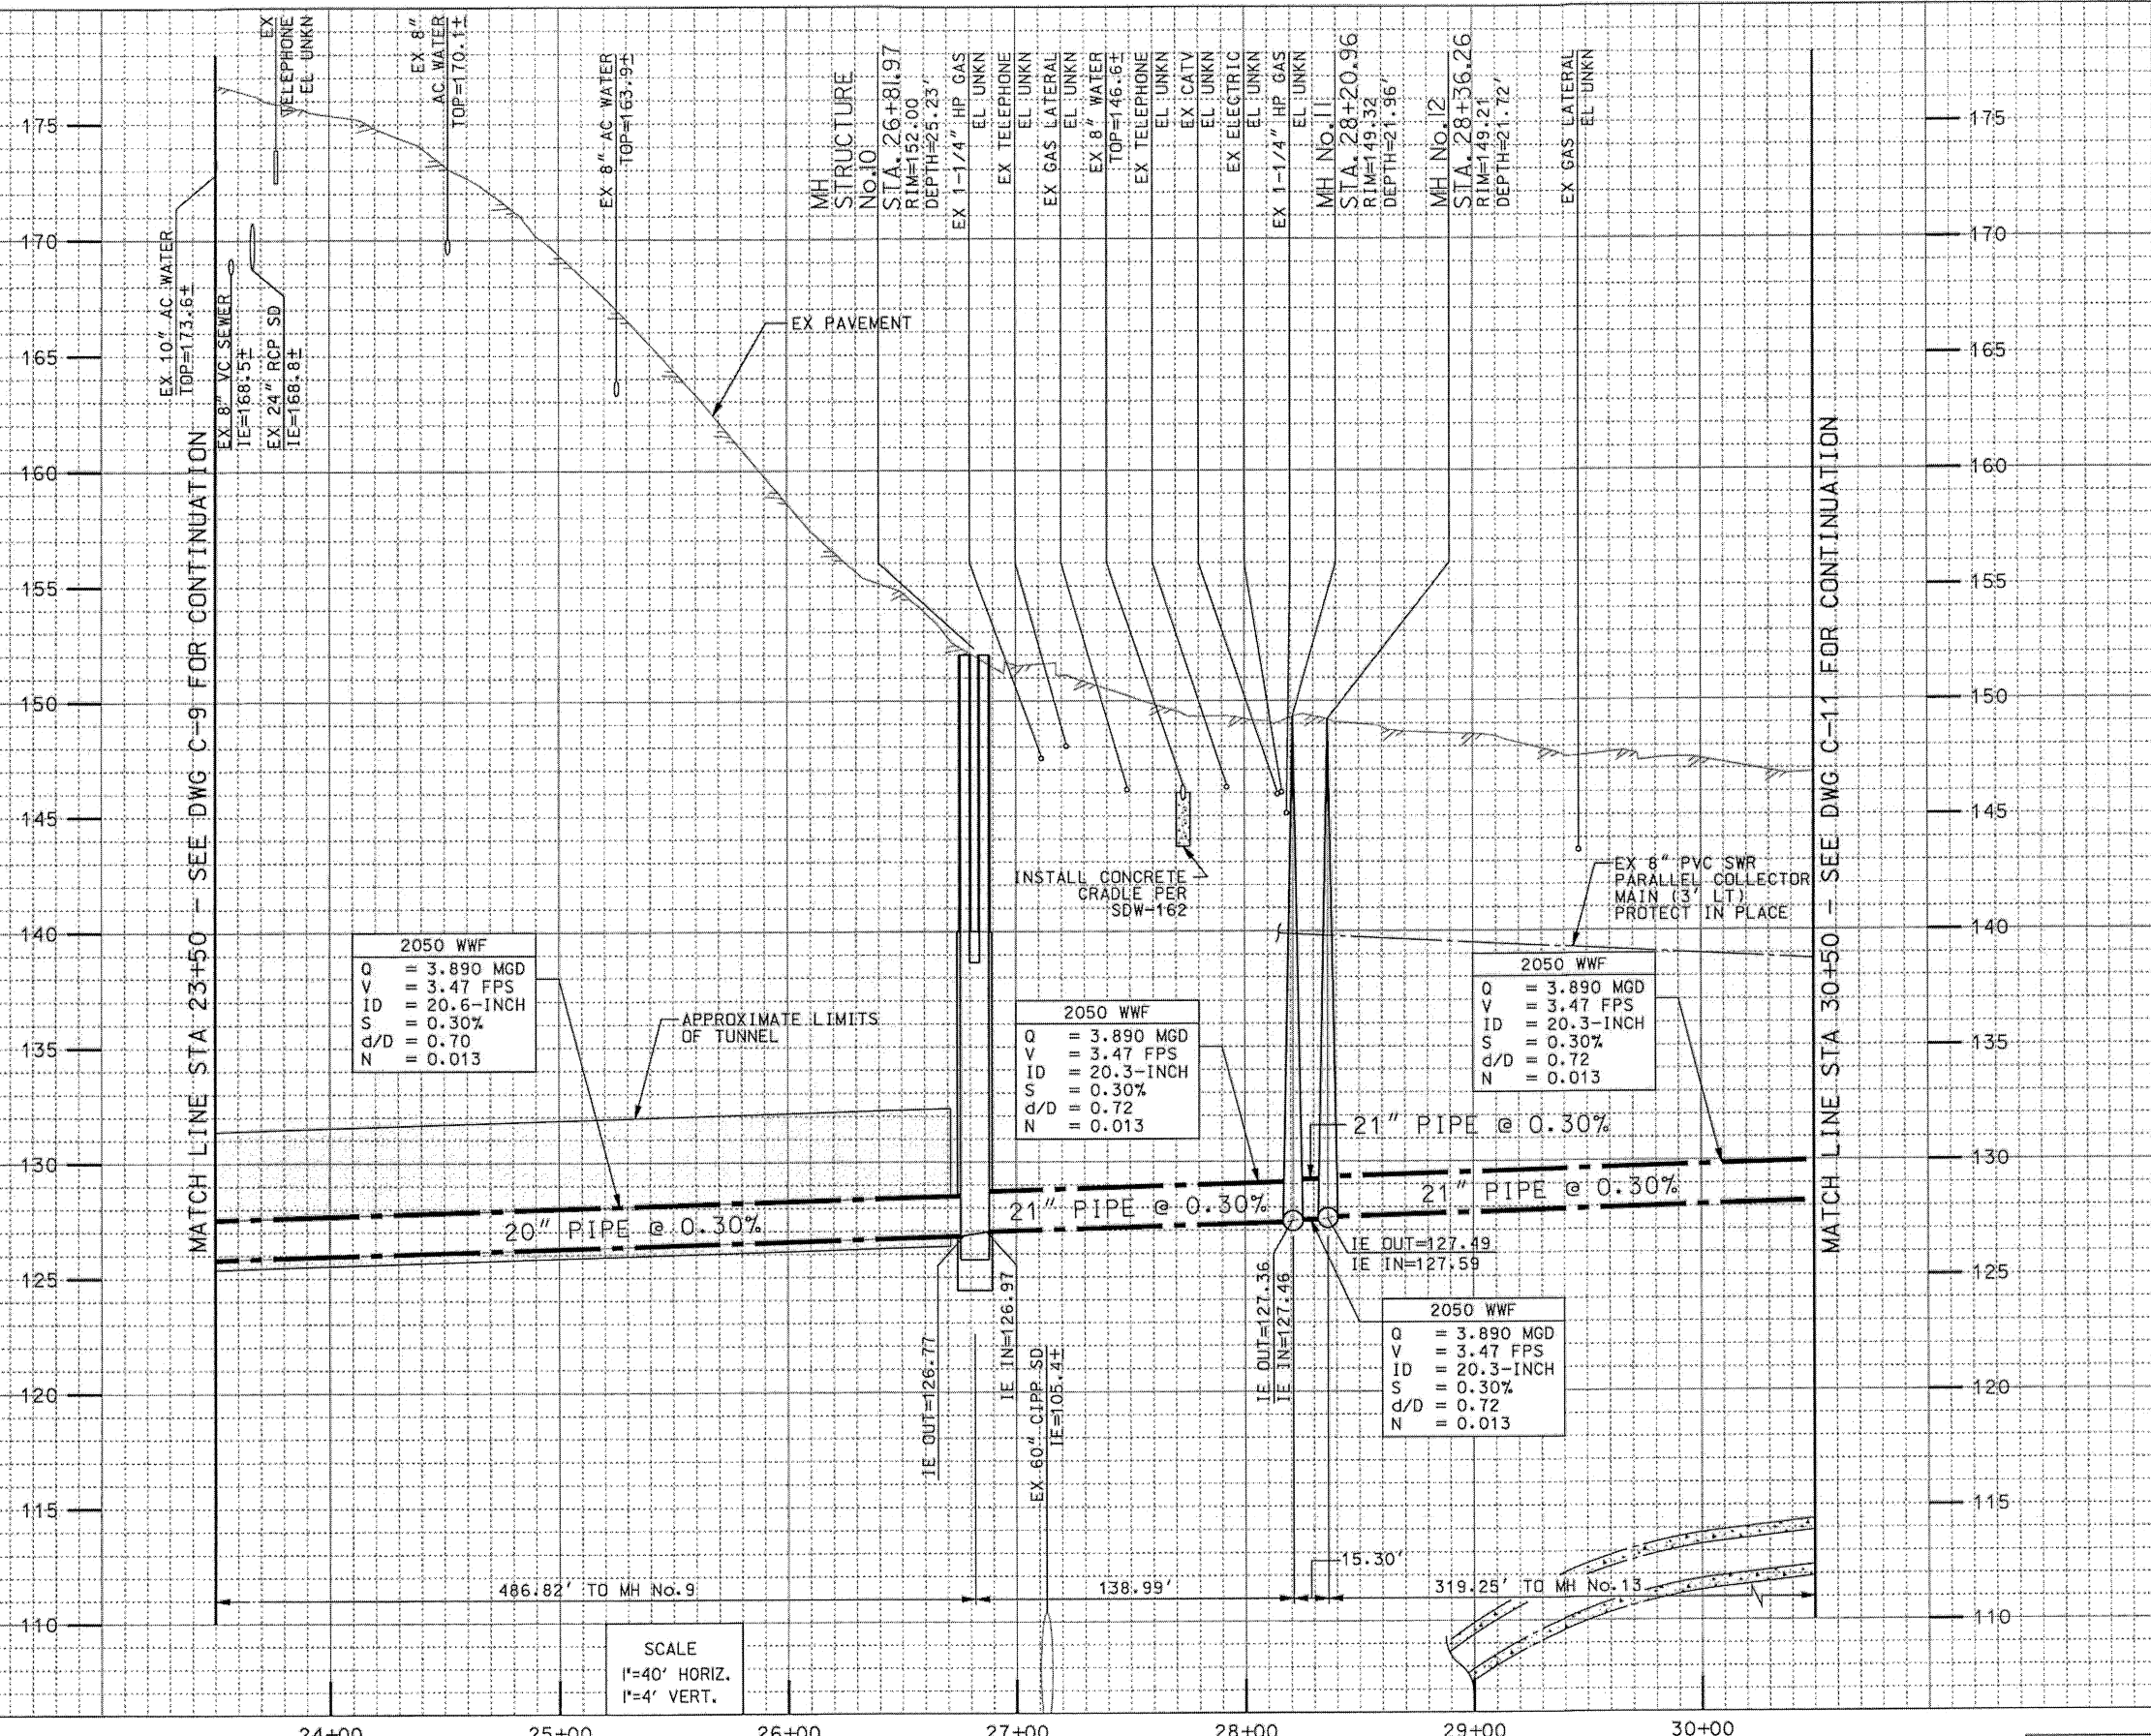 EX
TELEPHONE
EL UNKN
EX 8"
AC WATER
TOP=170.1±
EX 8" AC WATER
TOP=163.9±
MH
STRUCTURE
No.10
STA. 26+81.97
RIM=152.00
DEPTH=25.23'
EX 1-1/4" HP GAS
EL UNKN
EX TELEPHONE
EL UNKN
EX GAS LATERAL
EL UNKN
EX 8" WATER
TOP=146.6±
EX TELEPHONE
EL UNKN
EX CATV
EL UNKN
EX ELECTRIC
EL UNKN
EX 1-1/4" HP GAS
EL UNKN
MH No.11
STA. 28+20.96
RIM=149.32
DEPTH=21.96'
MH No.12
STA. 28+36.26
RIM=149.21
DEPTH=21.72'
EX GAS LATERAL
EL UNKN
175
170
165
160
155
150
145
140
135
130
125
120
115
110
EX 10" AC WATER
TOP=173.6±
EX 8" VC SEWER
IE=168.5±
EX 24" RCP SD
IE=168.8±
MATCH LINE STA 23+50 - SEE DWG C-9 FOR CONTINUATION
EX PAVEMENT
INSTALL CONCRETE
CRADLE PER
SDW-162
EX 8" PVC SWR
PARALLEL COLLECTOR
MAIN (3' LT)
PROTECT IN PLACE
2050 WWF
Q = 3.890 MGD
V = 3.47 FPS
ID = 20.6-INCH
S = 0.30%
d/D = 0.70
N = 0.013
APPROXIMATE LIMITS
OF TUNNEL
2050 WWF
Q = 3.890 MGD
V = 3.47 FPS
ID = 20.3-INCH
S = 0.30%
d/D = 0.72
N = 0.013
2050 WWF
Q = 3.890 MGD
V = 3.47 FPS
ID = 20.3-INCH
S = 0.30%
d/D = 0.72
N = 0.013
20" PIPE @ 0.30%
21" PIPE @ 0.30%
21" PIPE @ 0.30%
21" PIPE @ 0.30%
IE OUT=126.77
IE IN=126.97
EX 60" CIPP SD
IE=105.4±
IE OUT=127.36
IE IN=127.46
IE OUT=127.49
IE IN=127.59
2050 WWF
Q = 3.890 MGD
V = 3.47 FPS
ID = 20.3-INCH
S = 0.30%
d/D = 0.72
N = 0.013
486.82' TO MH No.9
138.99'
15.30'
319.25' TO MH No.13
SCALE
1"=40' HORIZ.
1"=4' VERT.
MATCH LINE STA 30+50 - SEE DWG C-11 FOR CONTINUATION
175
170
165
160
155
150
145
140
135
130
125
120
115
110
24+00
25+00
26+00
27+00
28+00
29+00
30+00